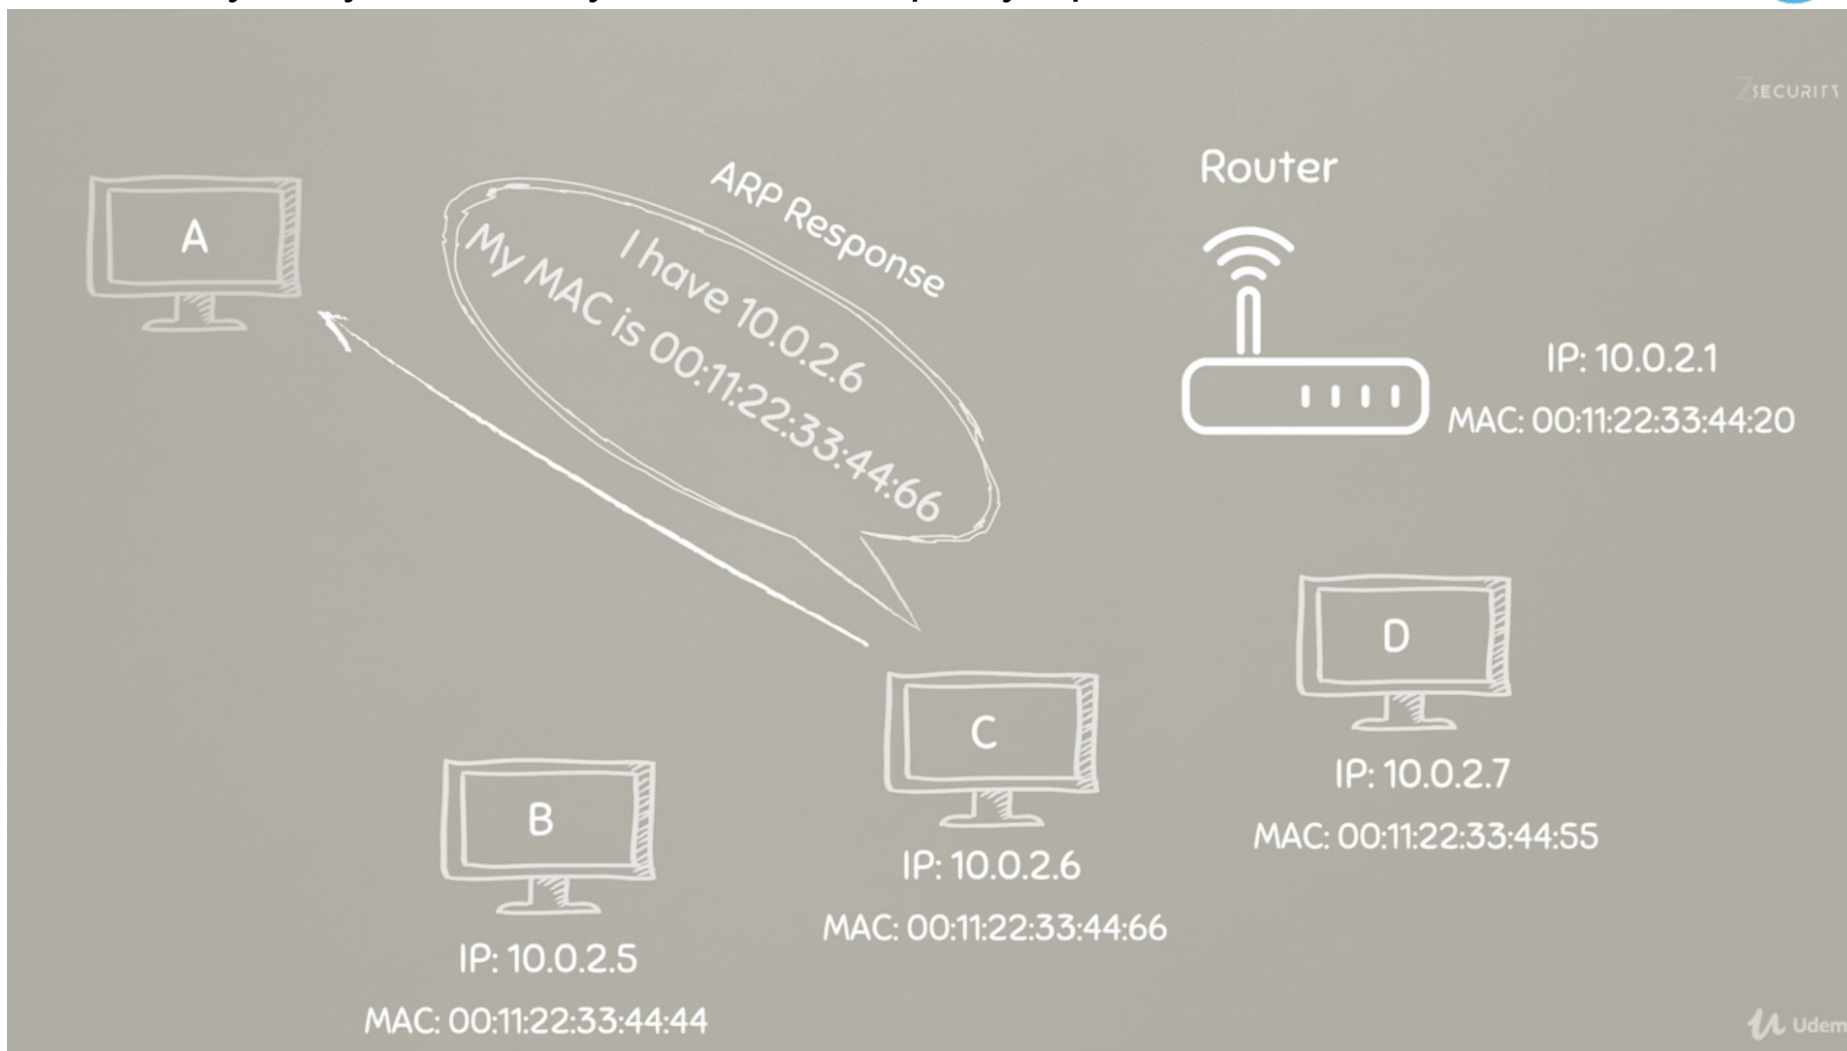 ZSECURITY
ARP Response
I have 10.0.2.6
My MAC is 00:11:22:33:44:66
A
Router
IP: 10.0.2.1
MAC: 00:11:22:33:44:20
D
IP: 10.0.2.7
MAC: 00:11:22:33:44:55
C
IP: 10.0.2.6
MAC: 00:11:22:33:44:66
B
IP: 10.0.2.5
MAC: 00:11:22:33:44:44
Udem